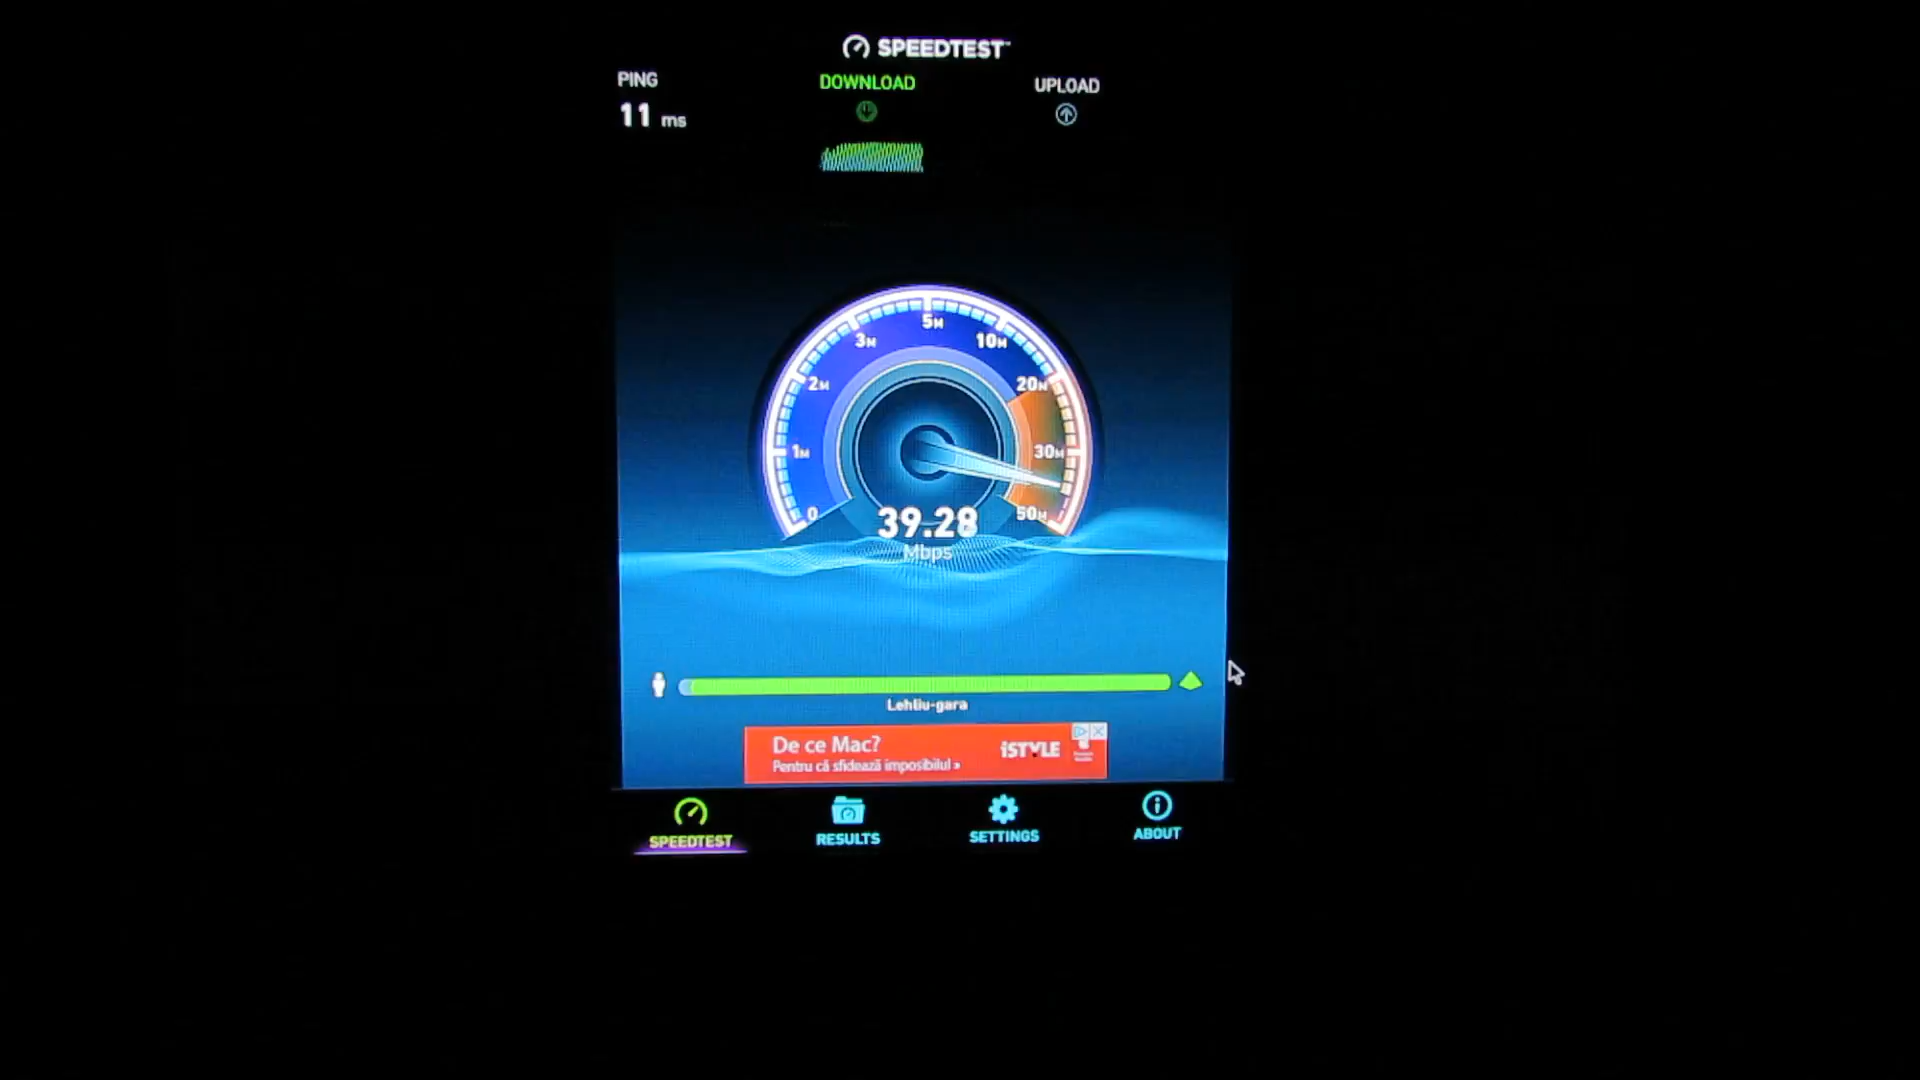 SPEEDTEST
PING
DOWNLOAD
UPLOAD
11 ms
5M
3M
10M
2M
20M
1M
30M
0
50M
39.28
Mbps
Lehliu-gara
De ce Mac?
Pentru că sfidează imposibilul »
iSTYLE
SPEEDTEST
RESULTS
SETTINGS
ABOUT